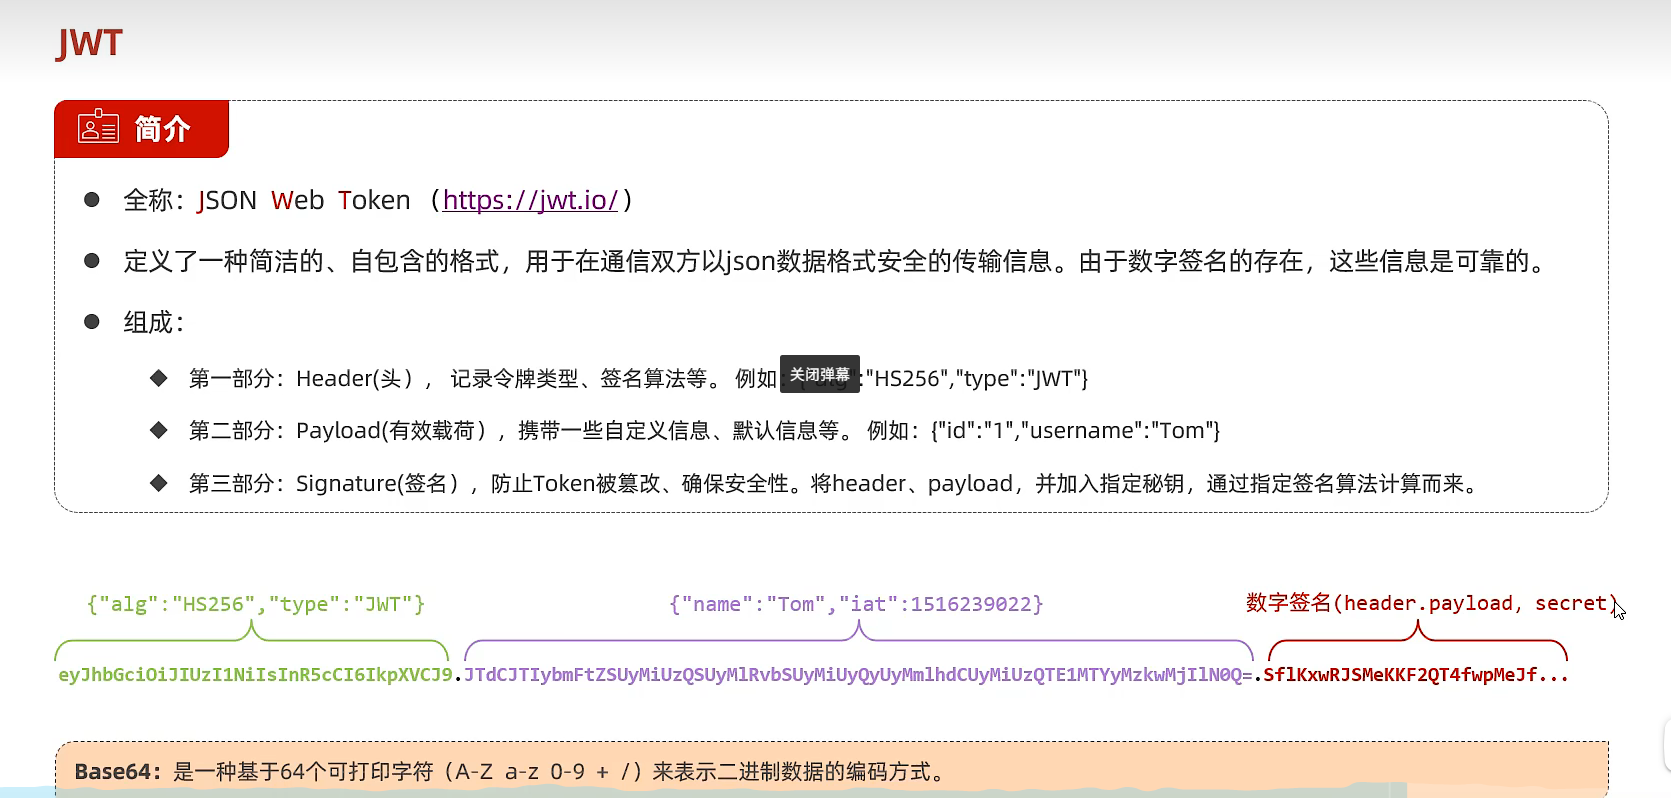 JWT
简介
全称：JSON Web Token （https://jwt.io/）
定义了一种简洁的、自包含的格式，用于在通信双方以json数据格式安全的传输信息。由于数字签名的存在，这些信息是可靠的。
组成：
第一部分：Header(头），记录令牌类型、签名算法等。 例如：{"alg":"HS256","type":"JWT"}
关闭弹幕
第二部分：Payload(有效载荷），携带一些自定义信息、默认信息等。 例如：{"id":"1","username":"Tom"}
第三部分：Signature(签名），防止Token被篡改、确保安全性。将header、payload，并加入指定秘钥，通过指定签名算法计算而来。
{"alg":"HS256","type":"JWT"} {"name":"Tom","iat":1516239022} 数字签名(header.payload, secret)
eyJhbGciOiJIUzI1NiIsInR5cCI6IkpXVCJ9.JTdCJTIybmFtZSUyMiUzQSUyMlRvbSUyMiUyQyUyMmlhdCUyMiUzQTE1MTYyMzkwMjIlN0Q=.SflKxwRJSMeKKF2QT4fwpMeJf...
Base64：是一种基于64个可打印字符（A-Z a-z 0-9 + /）来表示二进制数据的编码方式。